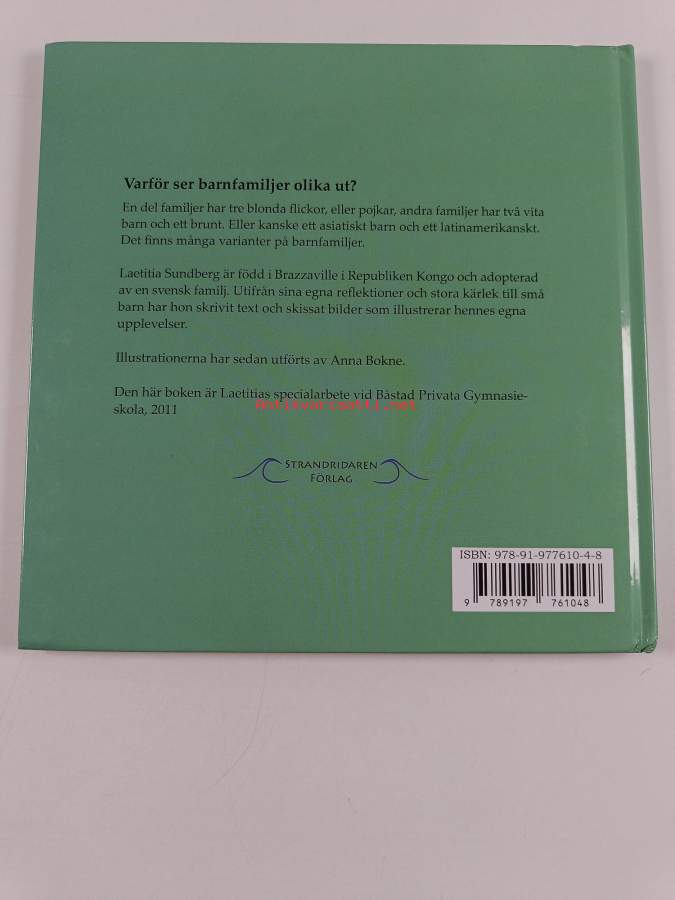 Varför ser barnfamiljer olika ut?
En del familjer har tre blonda flickor, eller pojkar, andra familjer har två vita
barn och ett brunt. Eller kanske ett asiatiskt barn och ett latinamerikanskt.
Det finns många varianter på barnfamiljer.
Laetitia Sundberg är född i Brazzaville i Republiken Kongo och adopterad
av en svensk familj. Utifrån sina egna reflektioner och stora kärlek till små
barn har hon skrivit text och skissat bilder som illustrerar hennes egna
upplevelser.
Illustrationerna har sedan utförts av Anna Bokne.
Den här boken är Laetitias specialarbete vid Båstad Privata Gymnasie-
skola, 2011
Antikvariaatti.net
STRANDRIDAREN
FÖRLAG
ISBN: 978-91-977610-4-8
9 789197 761048